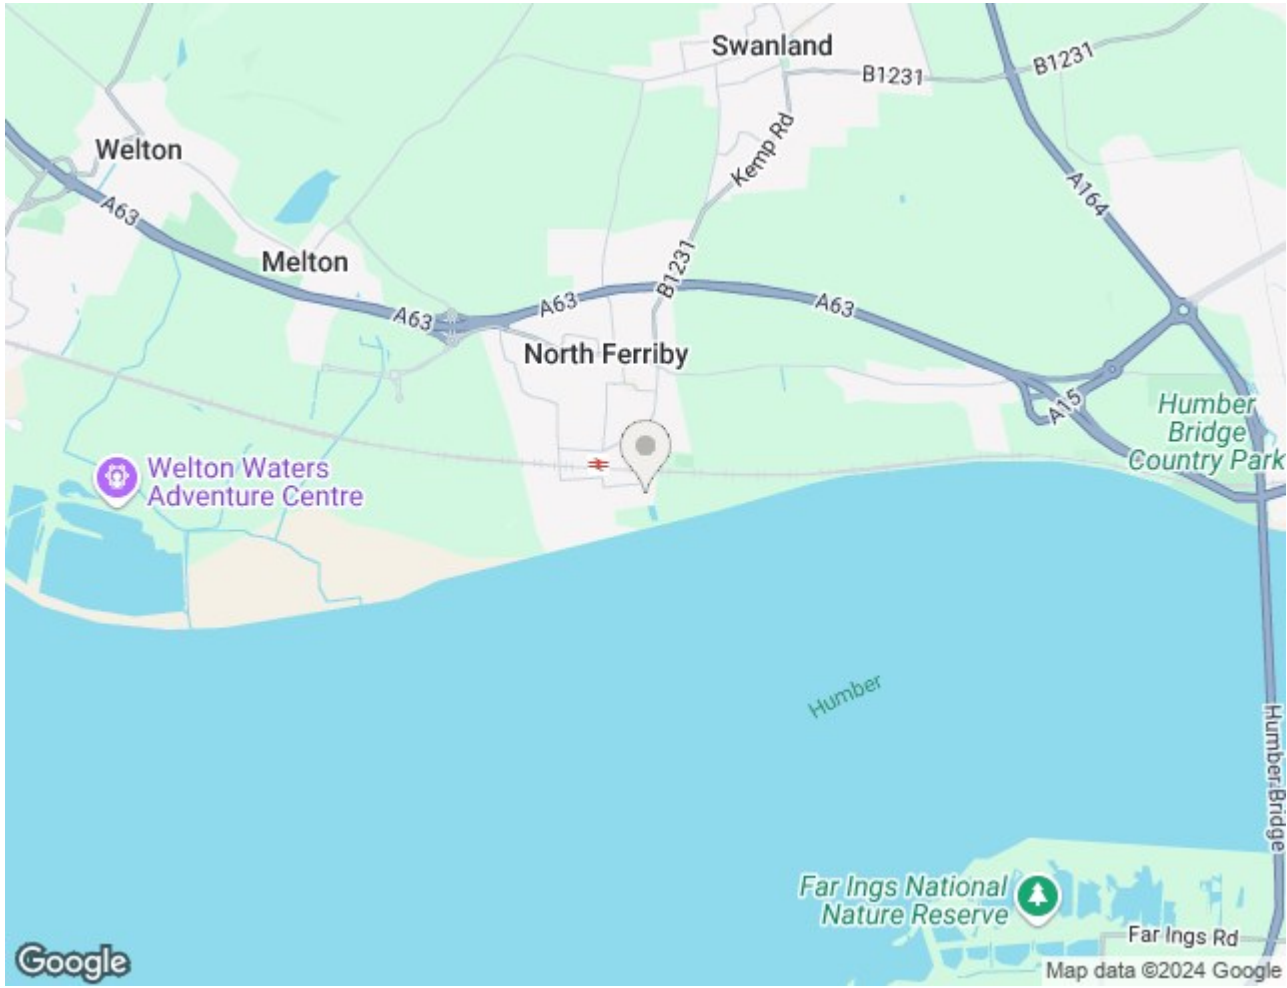 Swanland
B1231
B1231
Kemp Rd
Welton
A63
A164
Melton
B1231
A63
A63
A63
North Ferriby
A15
Humber
Bridge
Country Park
Welton Waters
Adventure Centre
Humber
Humber Bridge
Far Ings National
Nature Reserve
Far Ings Rd
Google
Map data ©2024 Google